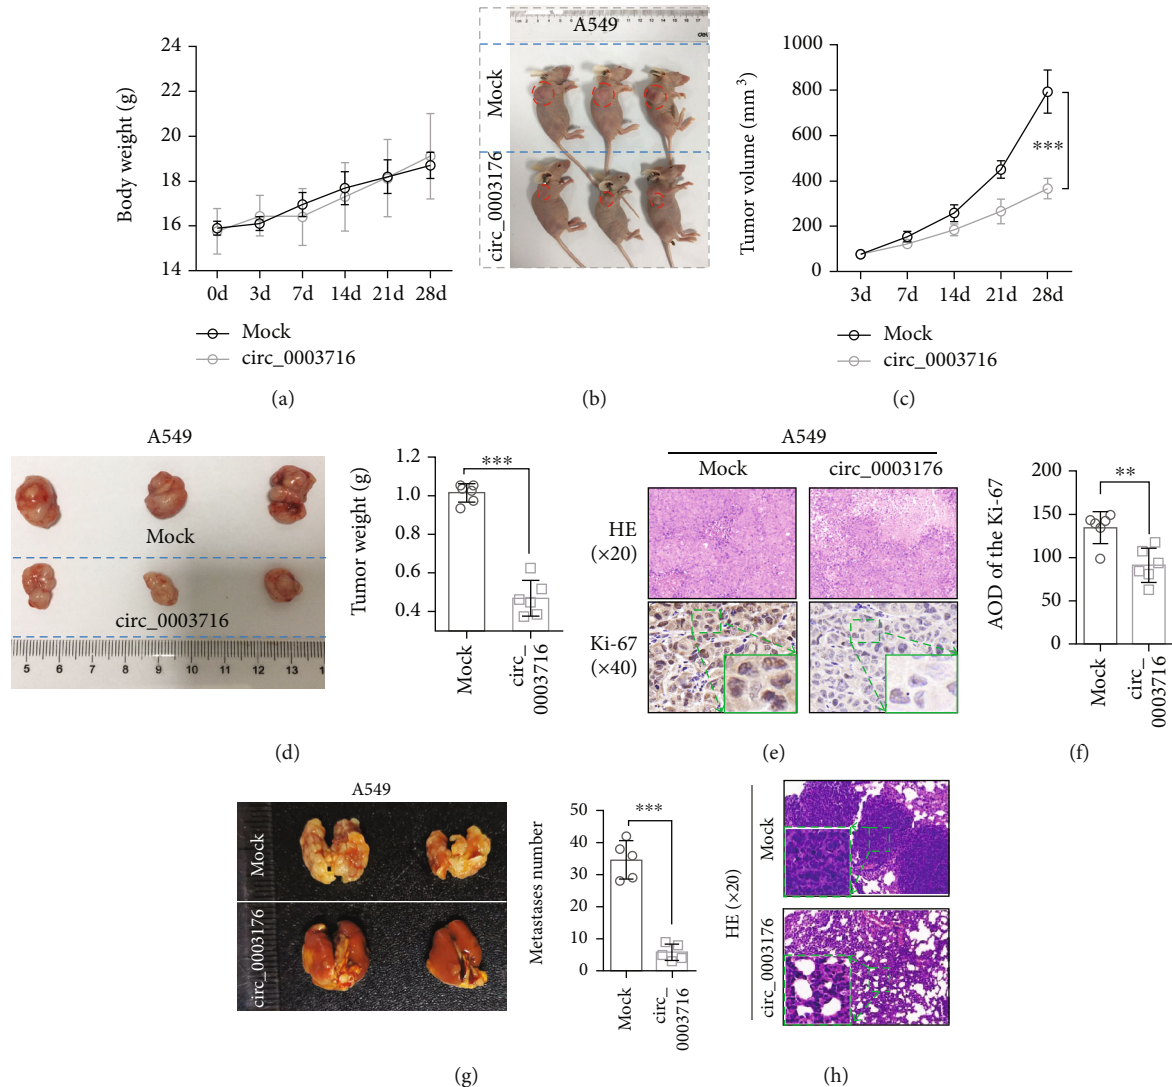 24
22
20
18
16
14
Body weight (g)
0d 3d 7d 14d 21d 28d
Mock
circ_0003716
(a)
A549
Mock
circ_0003176
(b)
1000
800
600
400
200
0
Tumor volume (mm3)
***
3d 7d 14d 21d 28d
Mock
circ_0003716
(c)
A549
Mock
circ_0003716
5 6 7 8 9 10 11 12 13
1.2
1.0
0.8
0.6
0.4
Tumor weight (g)
***
Mock
circ_
0003716
(d)
A549
Mock circ_0003176
HE
(×20)
Ki-67
(×40)
(e)
200
150
100
50
0
AOD of the Ki-67
**
Mock
circ_
0003716
(f)
A549
Mock
circ_0003176
50
40
30
20
10
0
Metastases number
***
Mock
circ_
0003716
(g)
HE (×20)
Mock
circ_0003176
(h)